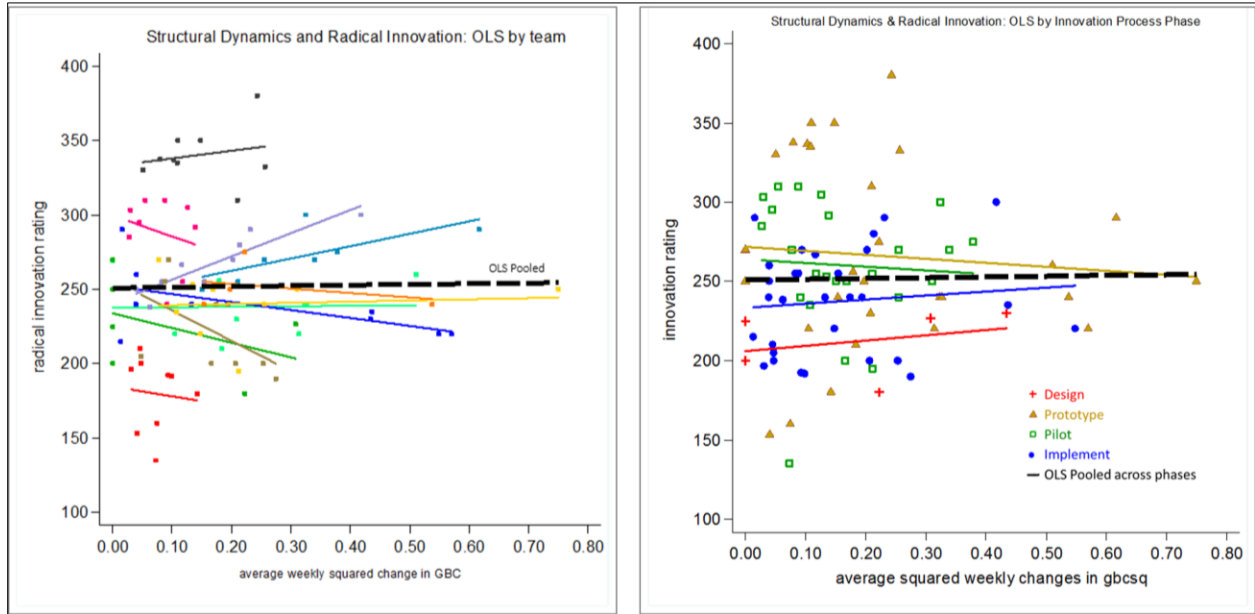 Structural Dynamics and Radical Innovation: OLS by team
400
350
300
250
200
150
100
radical innovation rating
OLS Pooled
0.00 0.10 0.20 0.30 0.40 0.50 0.60 0.70 0.80
average weekly squared change in GBC
Structural Dynamics & Radical Innovation: OLS by Innovation Process Phase
400
350
300
250
200
150
100
innovation rating
Design
Prototype
Pilot
Implement
OLS Pooled across phases
0.00 0.10 0.20 0.30 0.40 0.50 0.60 0.70 0.80
average squared weekly changes in gbcsq